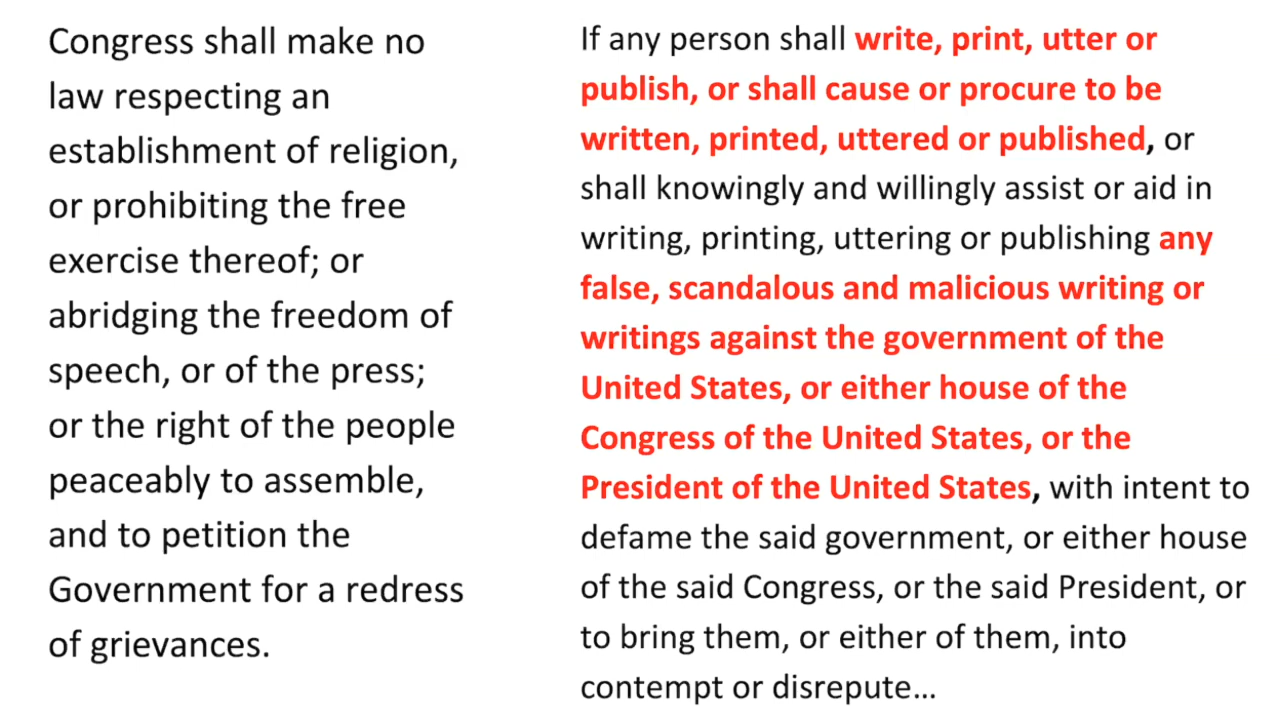 Congress shall make no
law respecting an
establishment of religion,
or prohibiting the free
exercise thereof; or
abridging the freedom of
speech, or of the press;
or the right of the people
peaceably to assemble,
and to petition the
Government for a redress
of grievances.
If any person shall write, print, utter or
publish, or shall cause or procure to be
written, printed, uttered or published, or
shall knowingly and willingly assist or aid in
writing, printing, uttering or publishing any
false, scandalous and malicious writing or
writings against the government of the
United States, or either house of the
Congress of the United States, or the
President of the United States, with intent to
defame the said government, or either house
of the said Congress, or the said President, or
to bring them, or either of them, into
contempt or disrepute...